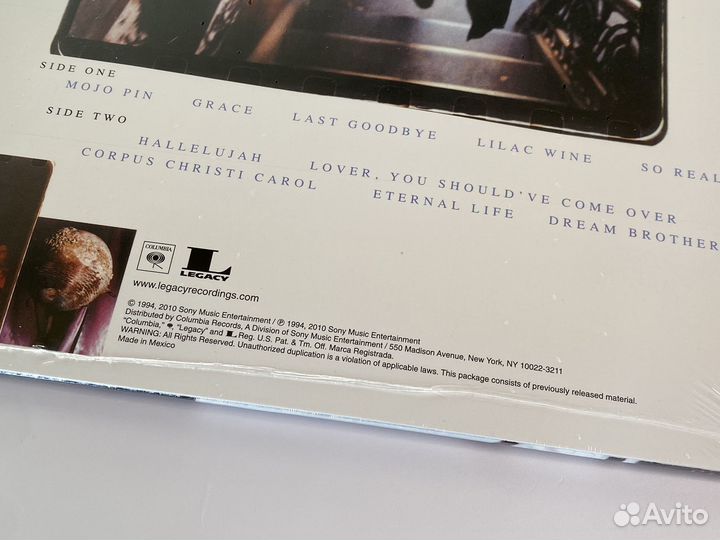 SIDE ONE
MOJO PIN GRACE LAST GOODBYE LILAC WINE SO REAL
SIDE TWO
HALLELUJAH LOVER, YOU SHOULD'VE COME OVER
CORPUS CHRISTI CAROL ETERNAL LIFE DREAM BROTHER
COLUMBIA
L
LEGACY
www.legacyrecordings.com
© 1994, 2010 Sony Music Entertainment / ℗ 1994, 2010 Sony Music Entertainment
Distributed by Columbia Records, A Division of Sony Music Entertainment / 550 Madison Avenue, New York, NY 10022-3211
"Columbia," , "Legacy" and L Reg. U.S. Pat. & Tm. Off. Marca Registrada.
WARNING: All Rights Reserved. Unauthorized duplication is a violation of applicable laws. This package consists of previously released material.
Made in Mexico
Avito